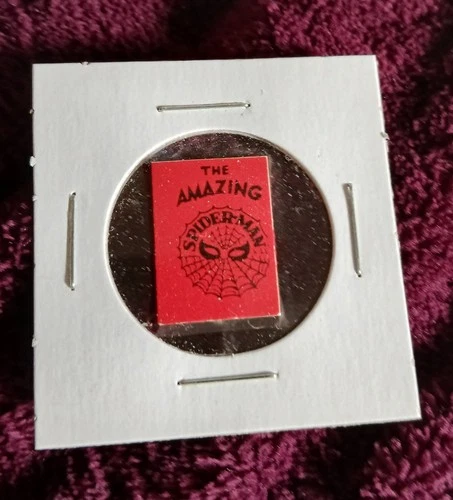 THE
AMAZING
SPIDER-MAN